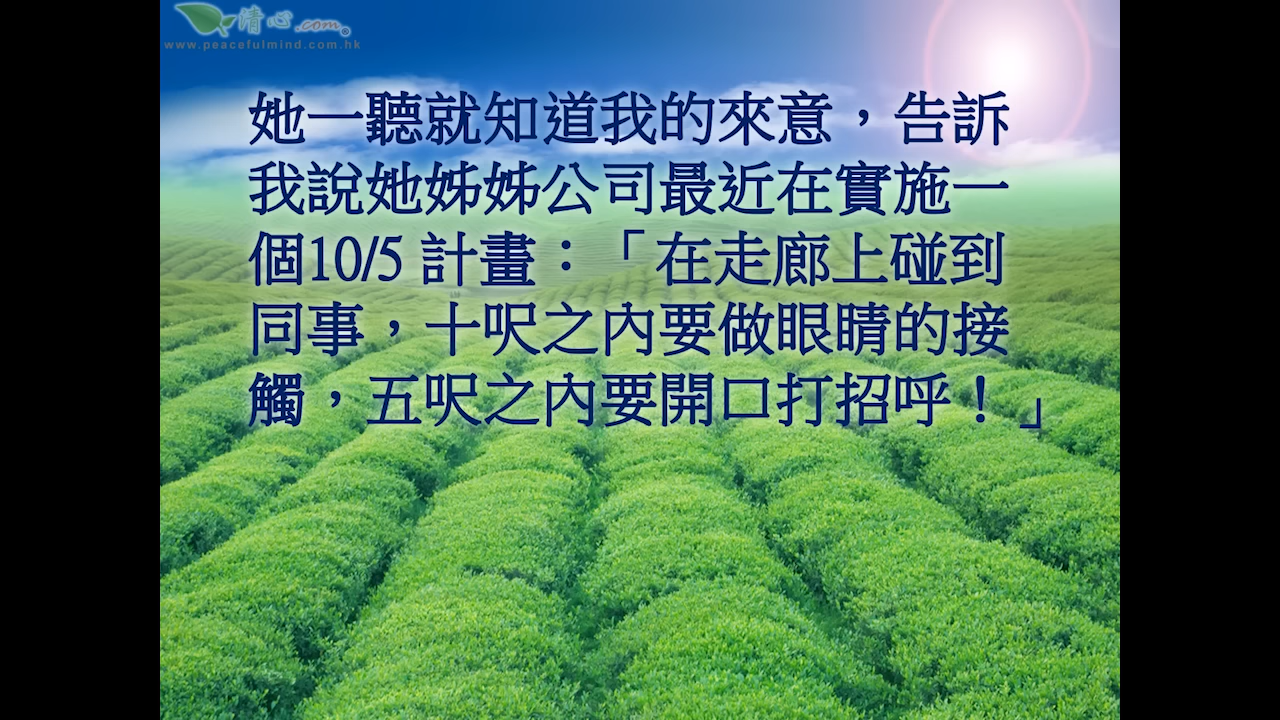 清心.com®
www.peacefulmind.com.hk
她一聽就知道我的來意，告訴
我說她姊姊公司最近在實施一
個10/5 計畫：「在走廊上碰到
同事，十呎之內要做眼睛的接
觸，五呎之內要開口打招呼！」